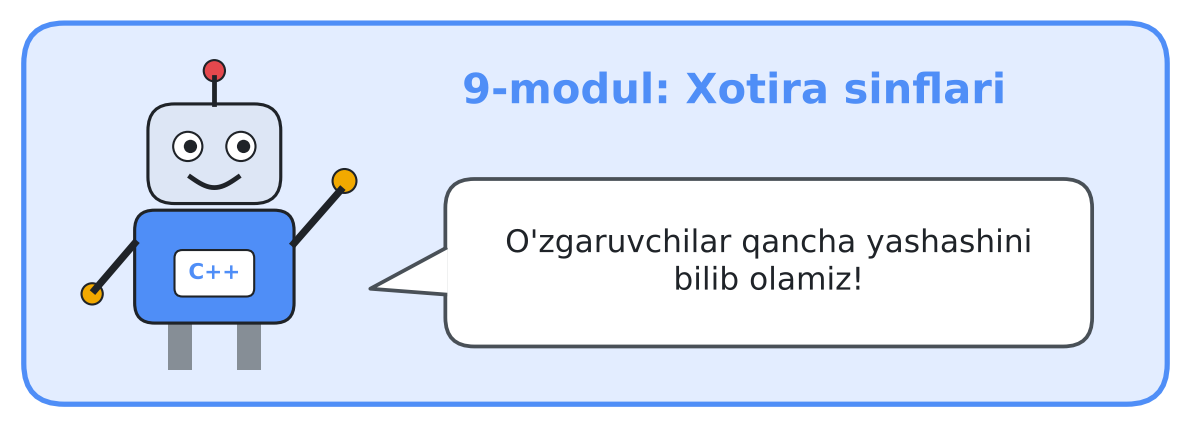 9-modul: Xotira sinflari
O'zgaruvchilar qancha yashashini
bilib olamiz!
C++